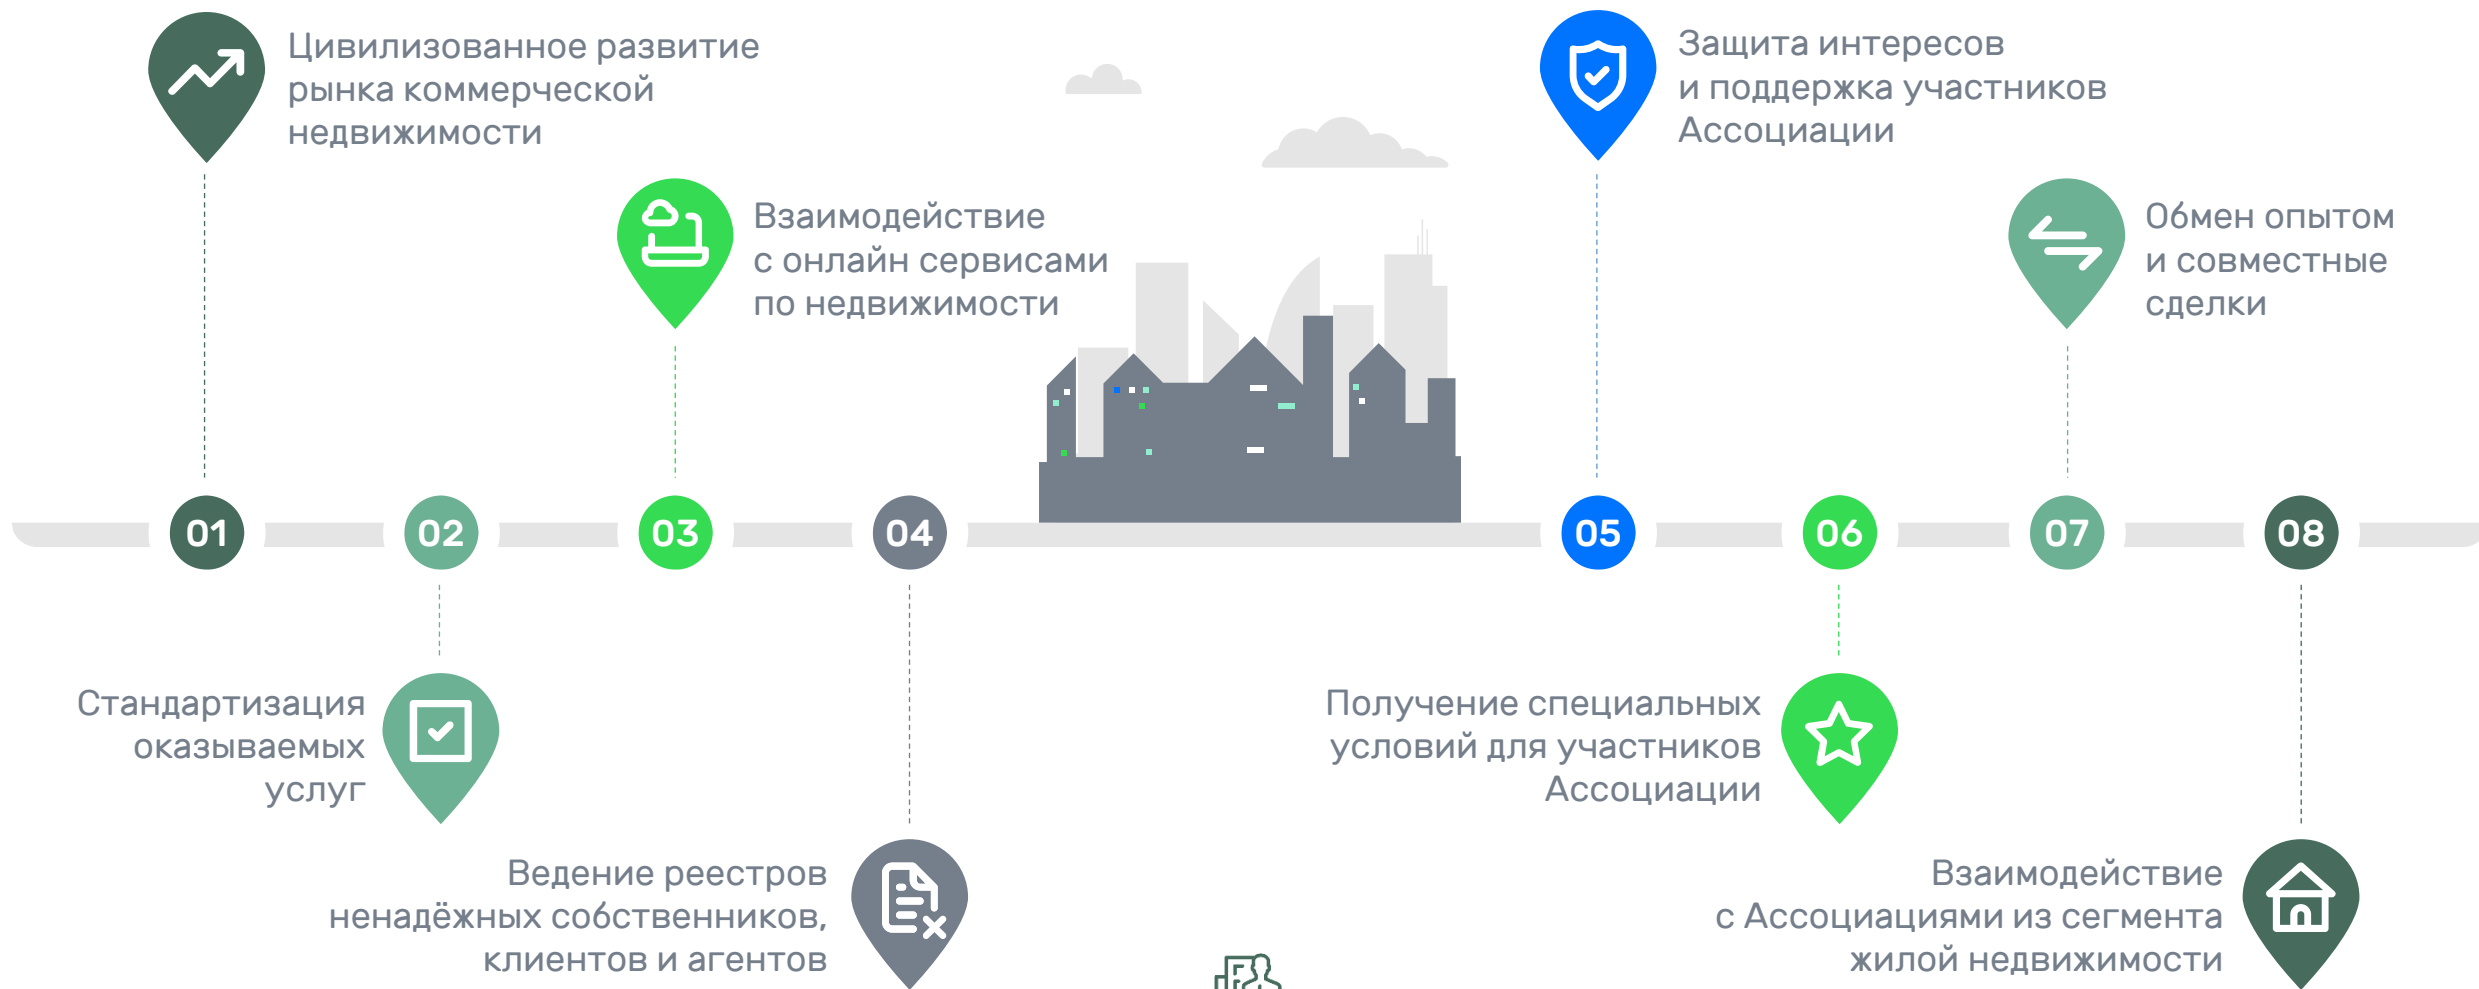 Цивилизованное развитие
рынка коммерческой
недвижимости
Взаимодействие
с онлайн сервисами
по недвижимости
Защита интересов
и поддержка участников
Ассоциации
Обмен опытом
и совместные
сделки
01
02
03
04
05
06
07
08
Стандартизация
оказываемых
услуг
Ведение реестров
ненадёжных собственников,
клиентов и агентов
Получение специальных
условий для участников
Ассоциации
Взаимодействие
с Ассоциациями из сегмента
жилой недвижимости